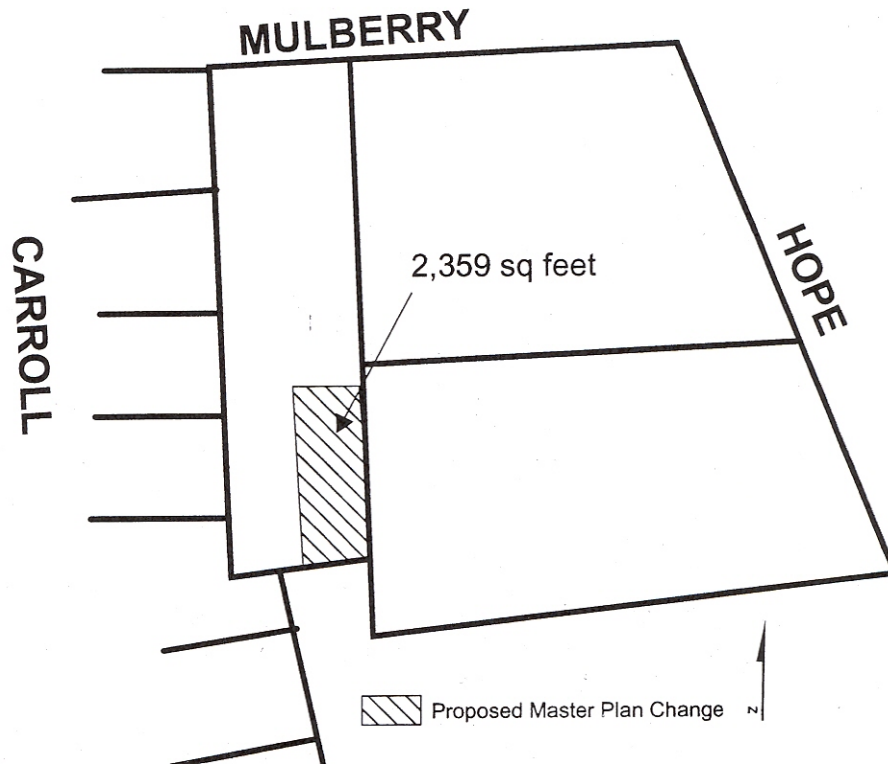 MULBERRY
CARROLL
HOPE
2,359 sq feet
Proposed Master Plan Change
N